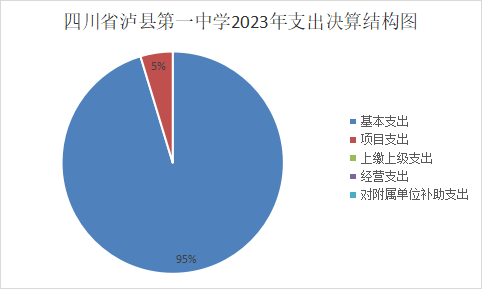 四川省泸县第一中学2023年支出决算结构图
5%
基本支出
项目支出
上缴上级支出
经营支出
对附属单位补助支出
95%